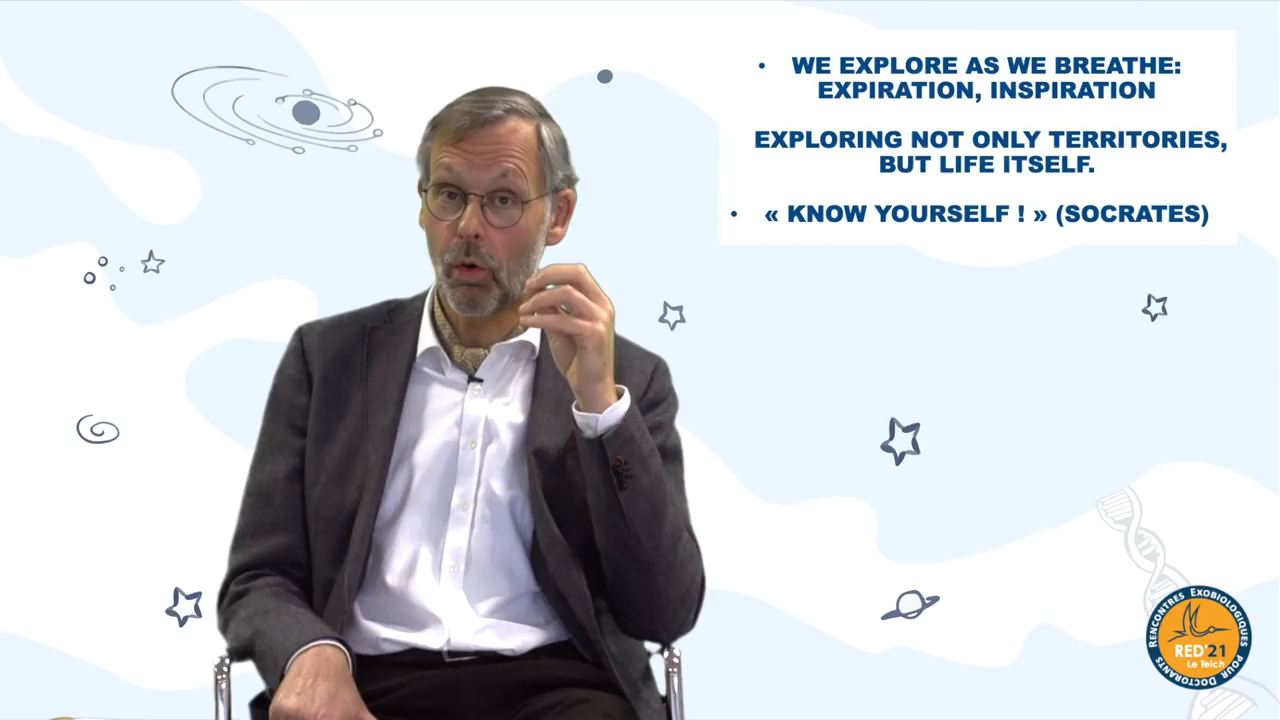 • WE EXPLORE AS WE BREATHE:
EXPIRATION, INSPIRATION
EXPLORING NOT ONLY TERRITORIES,
BUT LIFE ITSELF.
• « KNOW YOURSELF ! » (SOCRATES)
RENCONTRES EXOBIOLOGIQUES
POUR DOCTORANTS
RED'21
Le Teich